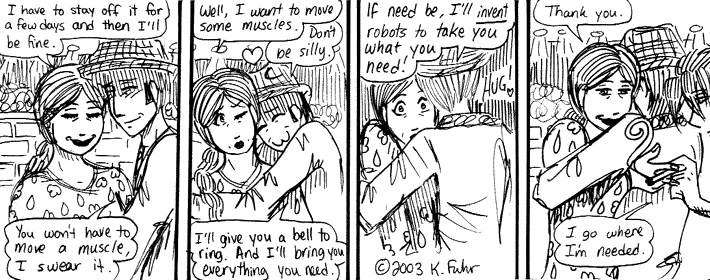 I have to stay off it for
a few days and then I'll
be fine.
You won't have to
move a muscle,
I swear it.
Well, I want to move
some muscles.
Don't
be silly.
I'll give you a bell to
ring. And I'll bring you
everything you need.
If need be, I'll invent
robots to take you
what you
need!
HUG!
©2003 K. Fuhr
Thank you.
I go where
I'm needed.